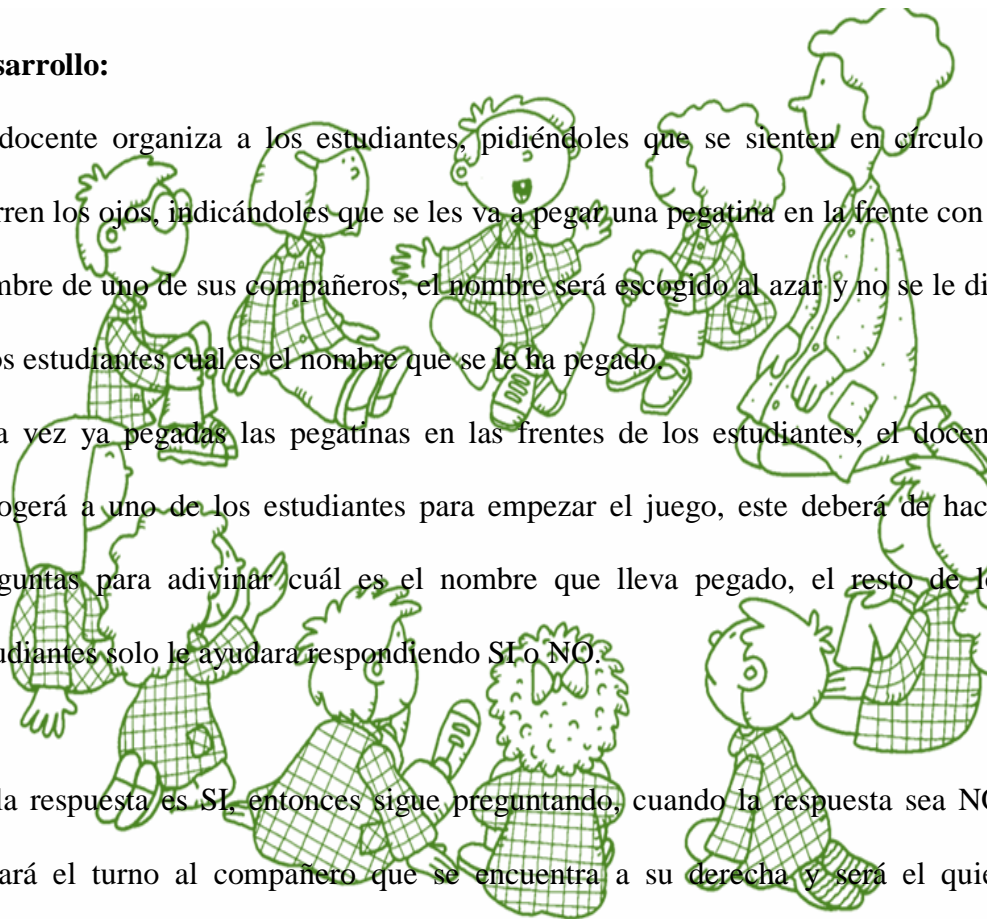 sarrollo:
docente organiza a los estudiantes, pidiéndoles que se sienten en círculo
rren los ojos, indicándoles que se les va a pegar una pegatina en la frente con
mbre de uno de sus compañeros, el nombre será escogido al azar y no se le di
os estudiantes cual es el nombre que se le ha pegado.
a vez ya pegadas las pegatinas en las frentes de los estudiantes, el docen
ogerá a uno de los estudiantes para empezar el juego, este deberá de hac
guntas para adivinar cuál es el nombre que lleva pegado, el resto de lo
udiantes solo le ayudara respondiendo SI o NO.
la respuesta es SI, entonces sigue preguntando, cuando la respuesta sea NO
ará el turno al compañero que se encuentra a su derecha y será el quie